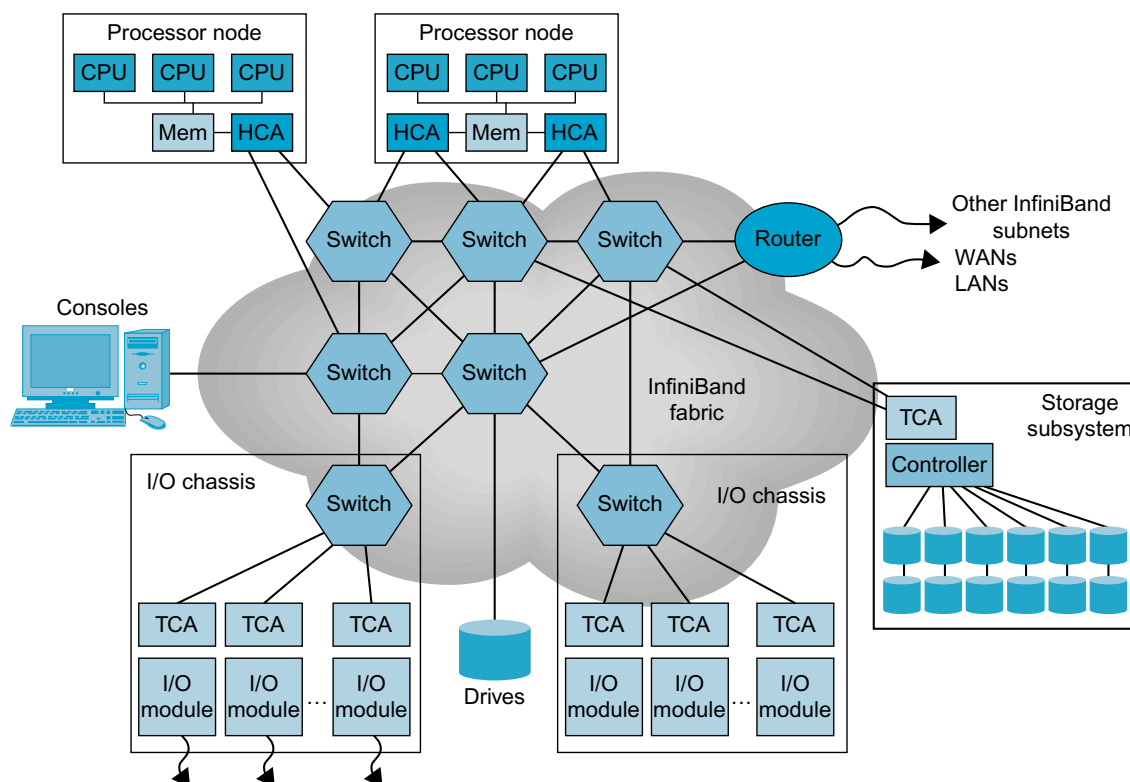 Processor node
CPU CPU CPU
Mem HCA
Processor node
CPU CPU CPU
HCA Mem HCA
Switch Switch Switch Router
Other InfiniBand
subnets
WANs
LANs
Consoles
Switch Switch
InfiniBand
fabric
Storage
subsystem
TCA
Controller
I/O chassis
Switch
TCA TCA TCA
I/O
module
I/O
module
...
I/O
module
Drives
I/O chassis
Switch
TCA TCA TCA
I/O
module
I/O
module
...
I/O
module